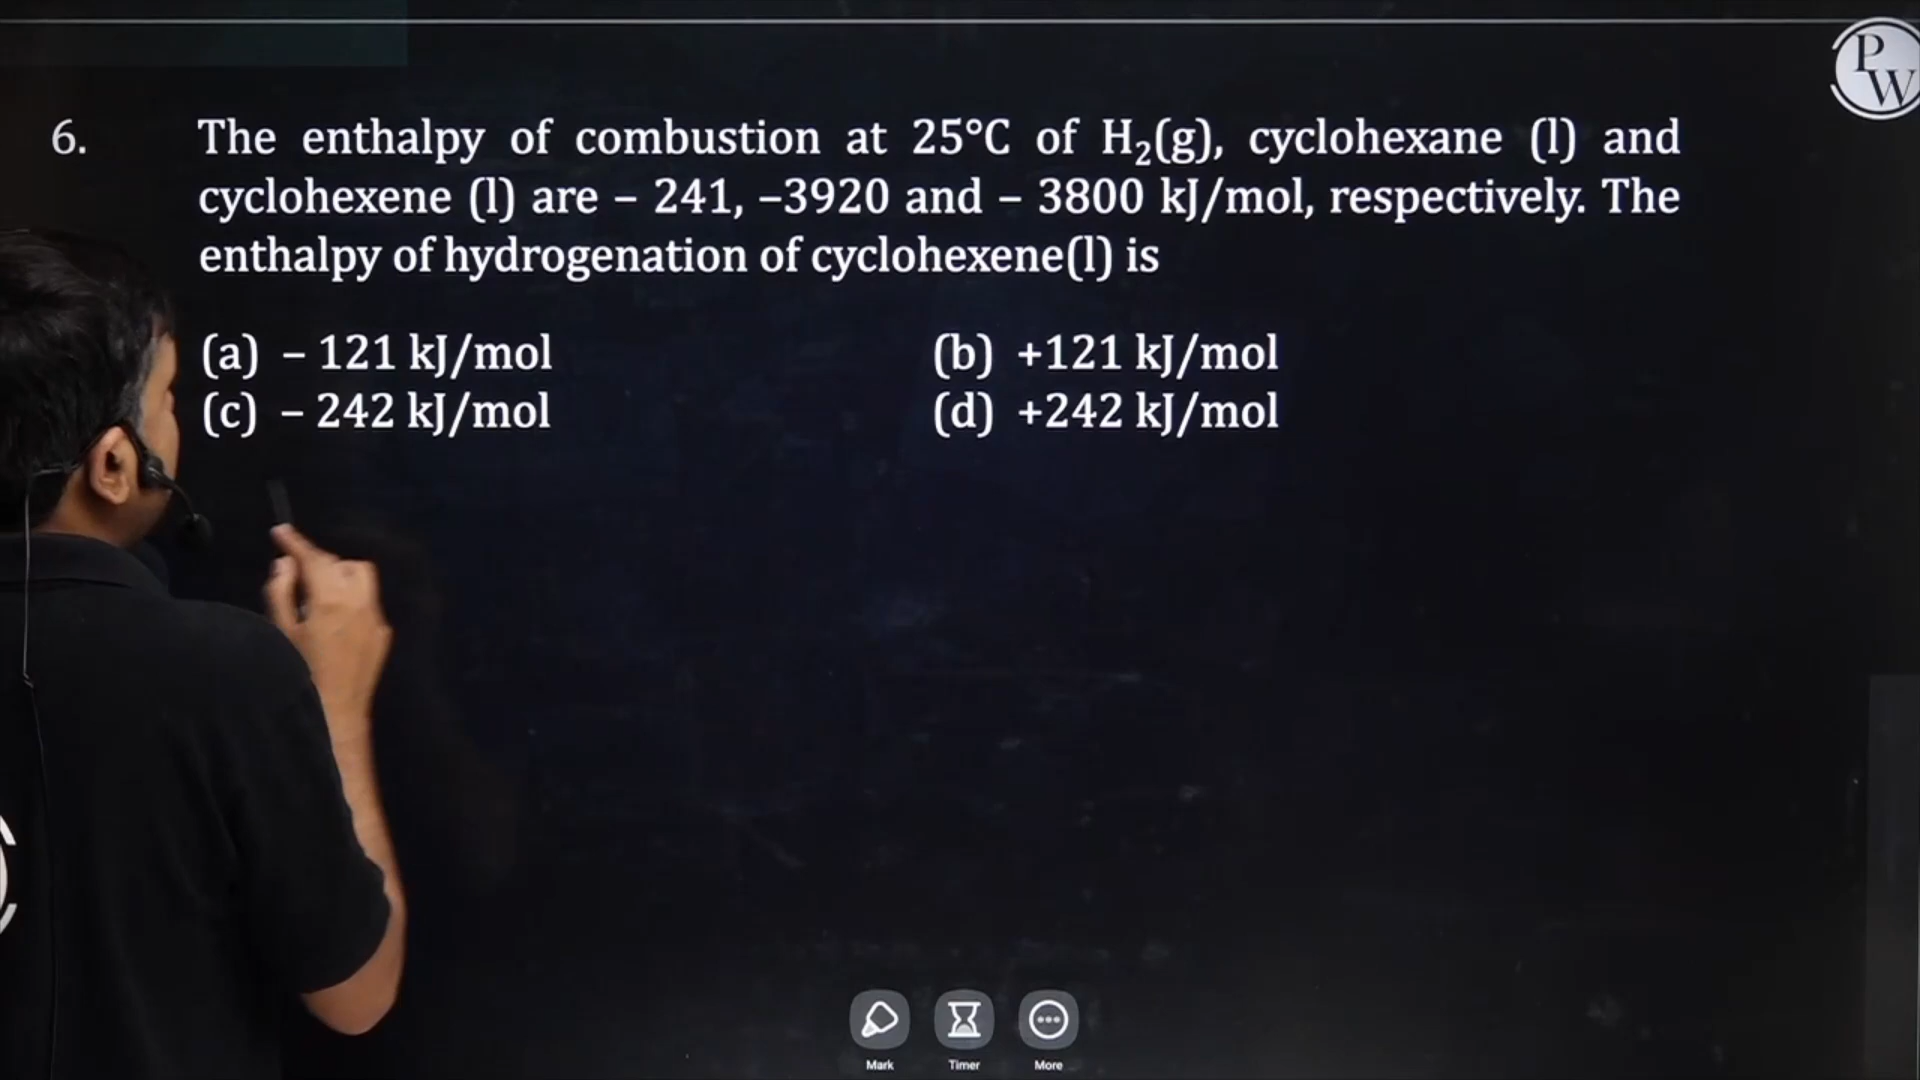 PW
6. The enthalpy of combustion at 25°C of H₂(g), cyclohexane (l) and
cyclohexene (l) are – 241, –3920 and – 3800 kJ/mol, respectively. The
enthalpy of hydrogenation of cyclohexene(l) is
(a) – 121 kJ/mol (b) +121 kJ/mol
(c) – 242 kJ/mol (d) +242 kJ/mol
Mark Timer More